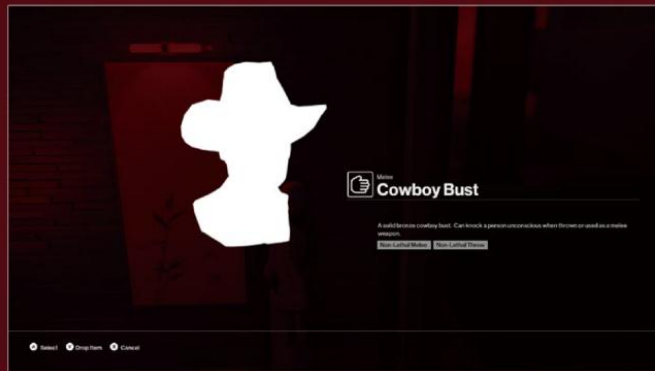 Melee
Cowboy Bust
A solid bronze cowboy bust. Can knock a person unconscious when thrown or used as a melee
weapon.
Non-Lethal Melee Non-Lethal Throw
Select Drop Item Cancel